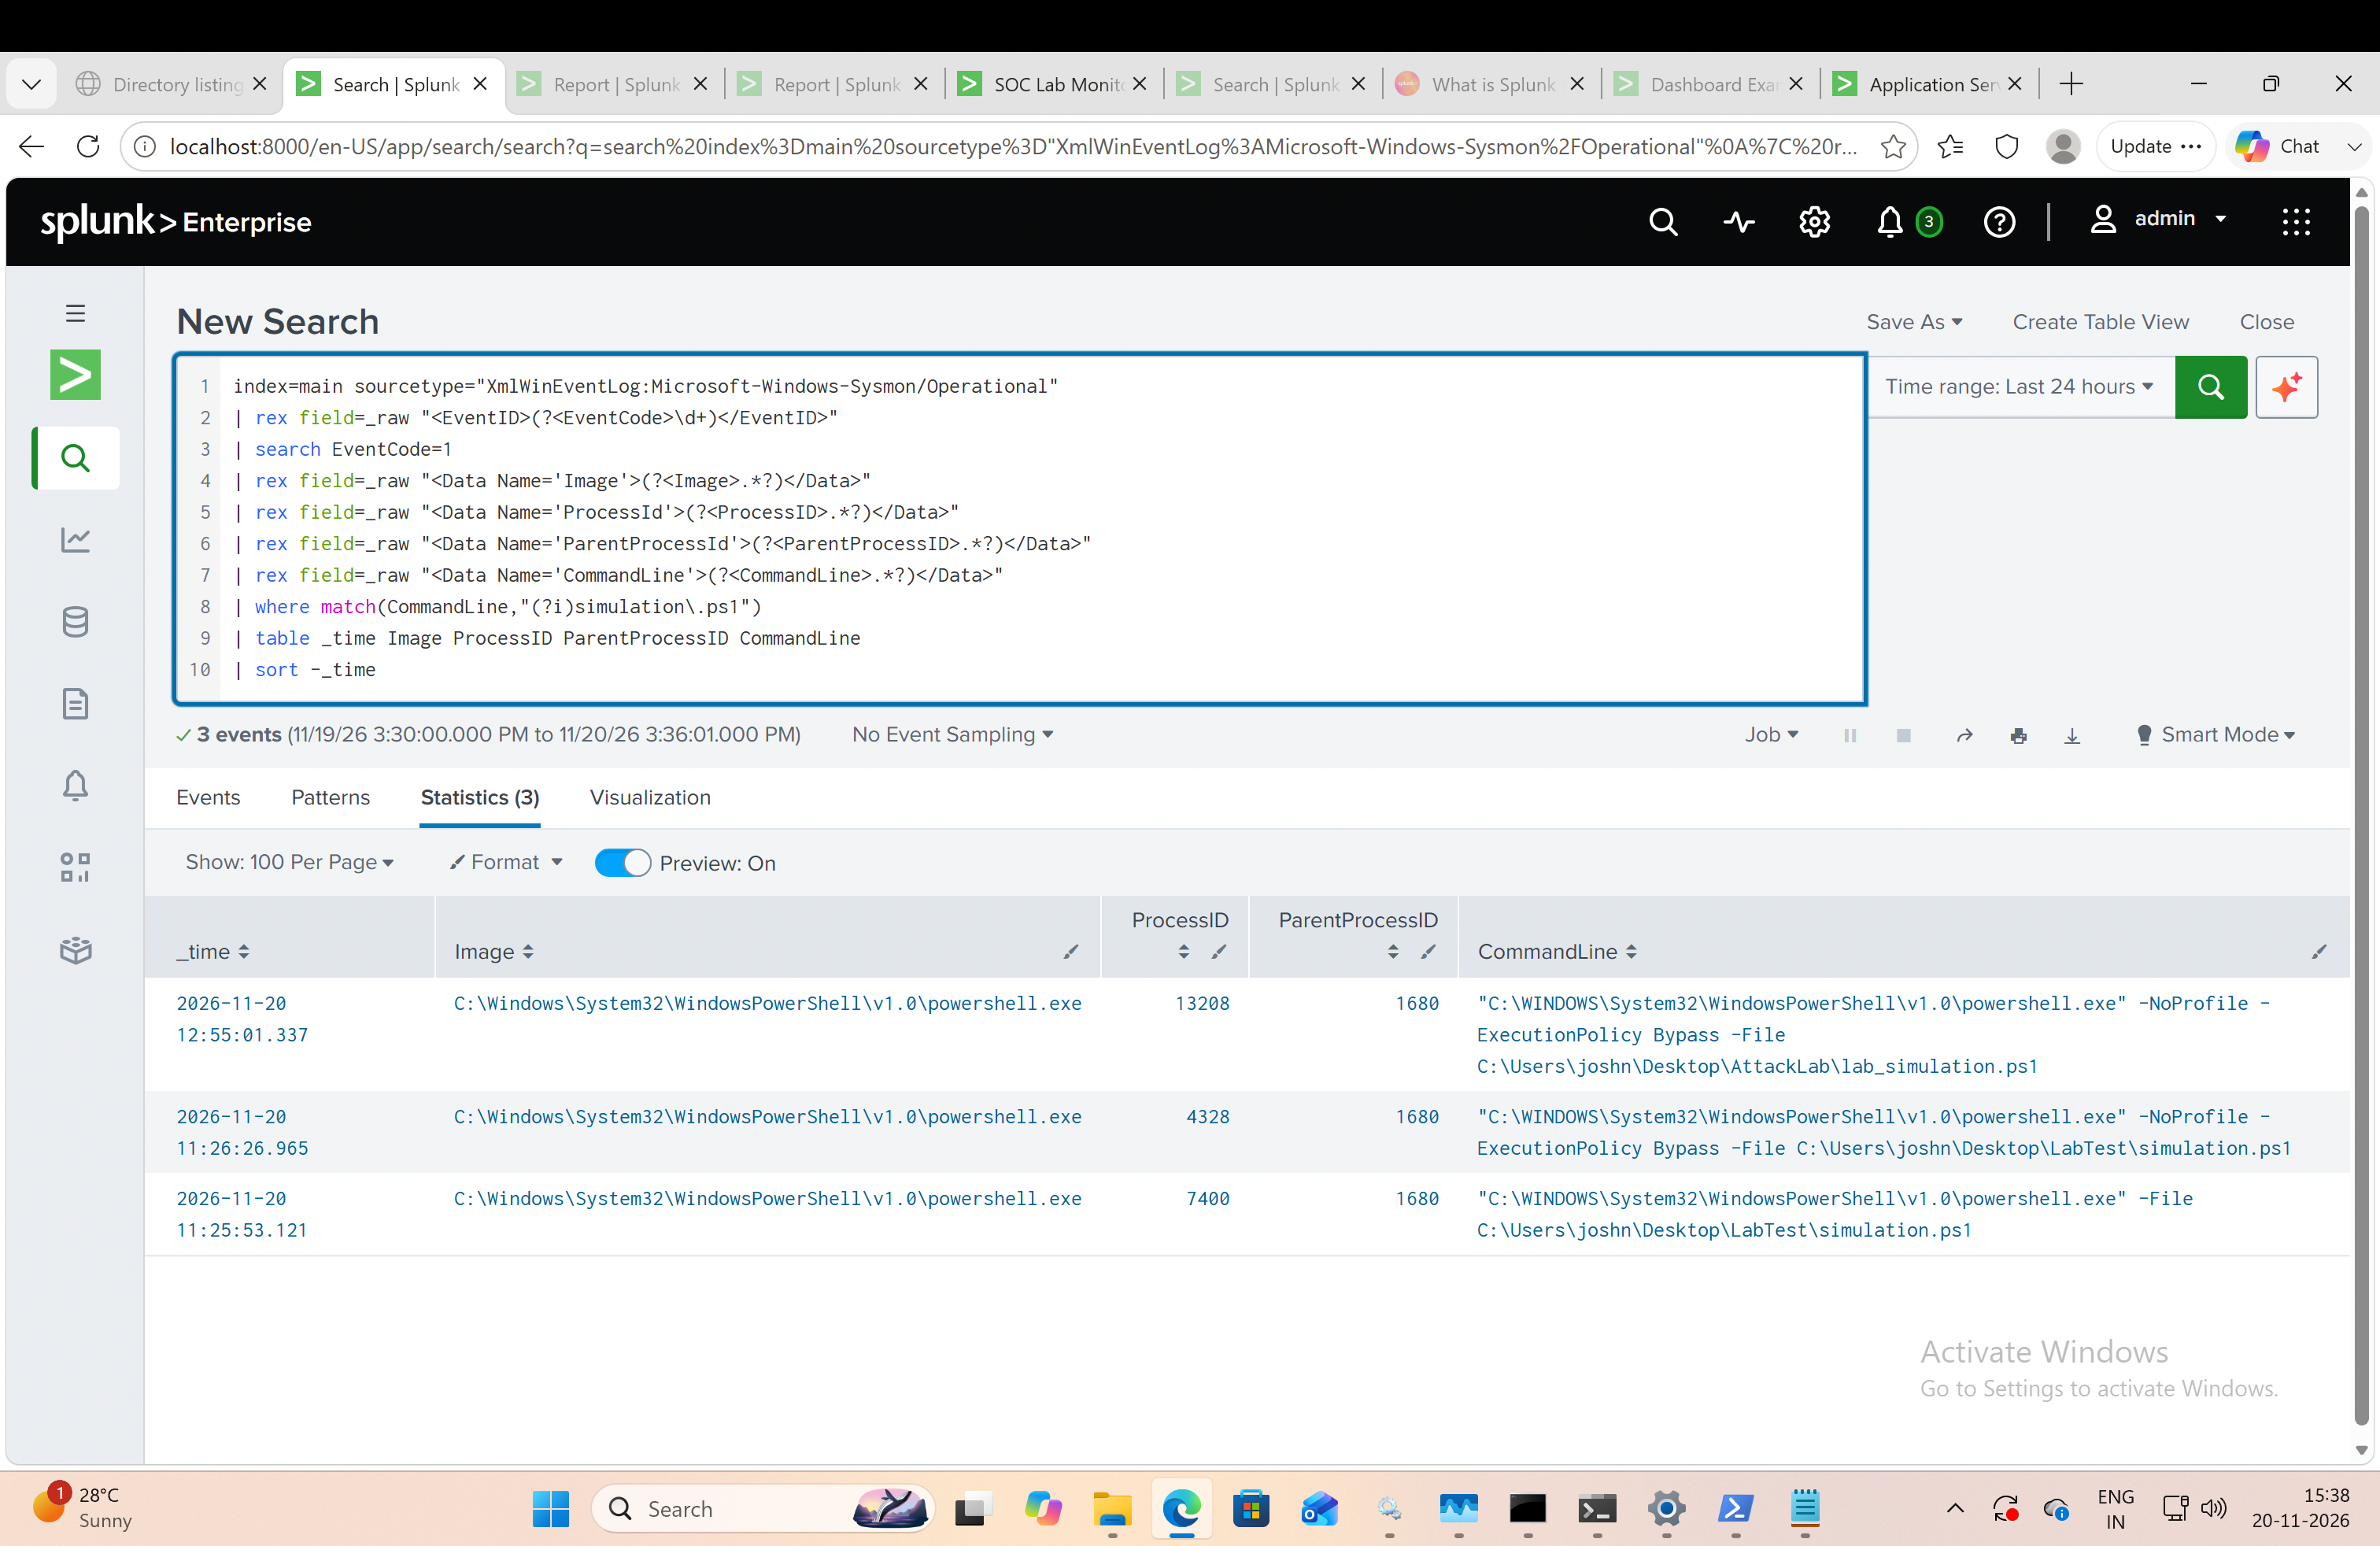 Directory listing
Search | Splunk
Report | Splunk
Report | Splunk
SOC Lab Monito
Search | Splunk
What is Splunk
Dashboard Exa
Application Ser
localhost:8000/en-US/app/search/search?q=search%20index%3Dmain%20sourcetype%3D"XmlWinEventLog%3AMicrosoft-Windows-Sysmon%2FOperational"%0A%7C%20r...
Update
Chat
splunk> Enterprise
3
admin
New Search
Save As
Create Table View
Close
1 index=main sourcetype="XmlWinEventLog:Microsoft-Windows-Sysmon/Operational"
2 | rex field=_raw "<EventID>(?<EventCode>\d+)</EventID>"
3 | search EventCode=1
4 | rex field=_raw "<Data Name='Image'>(?<Image>.*?)</Data>"
5 | rex field=_raw "<Data Name='ProcessId'>(?<ProcessID>.*?)</Data>"
6 | rex field=_raw "<Data Name='ParentProcessId'>(?<ParentProcessID>.*?)</Data>"
7 | rex field=_raw "<Data Name='CommandLine'>(?<CommandLine>.*?)</Data>"
8 | where match(CommandLine,"(?i)simulation\.ps1")
9 | table _time Image ProcessID ParentProcessID CommandLine
10 | sort -_time
Time range: Last 24 hours
3 events (11/19/26 3:30:00.000 PM to 11/20/26 3:36:01.000 PM)
No Event Sampling
Job
Smart Mode
Events
Patterns
Statistics (3)
Visualization
Show: 100 Per Page
Format
Preview: On
_time
Image
ProcessID
ParentProcessID
CommandLine
2026-11-20
12:55:01.337
C:\Windows\System32\WindowsPowerShell\v1.0\powershell.exe
13208
1680
"C:\WINDOWS\System32\WindowsPowerShell\v1.0\powershell.exe" -NoProfile -
ExecutionPolicy Bypass -File
C:\Users\joshn\Desktop\AttackLab\lab_simulation.ps1
2026-11-20
11:26:26.965
C:\Windows\System32\WindowsPowerShell\v1.0\powershell.exe
4328
1680
"C:\WINDOWS\System32\WindowsPowerShell\v1.0\powershell.exe" -NoProfile -
ExecutionPolicy Bypass -File C:\Users\joshn\Desktop\LabTest\simulation.ps1
2026-11-20
11:25:53.121
C:\Windows\System32\WindowsPowerShell\v1.0\powershell.exe
7400
1680
"C:\WINDOWS\System32\WindowsPowerShell\v1.0\powershell.exe" -File
C:\Users\joshn\Desktop\LabTest\simulation.ps1
Activate Windows
Go to Settings to activate Windows.
1
28°C
Sunny
Search
ENG
IN
15:38
20-11-2026